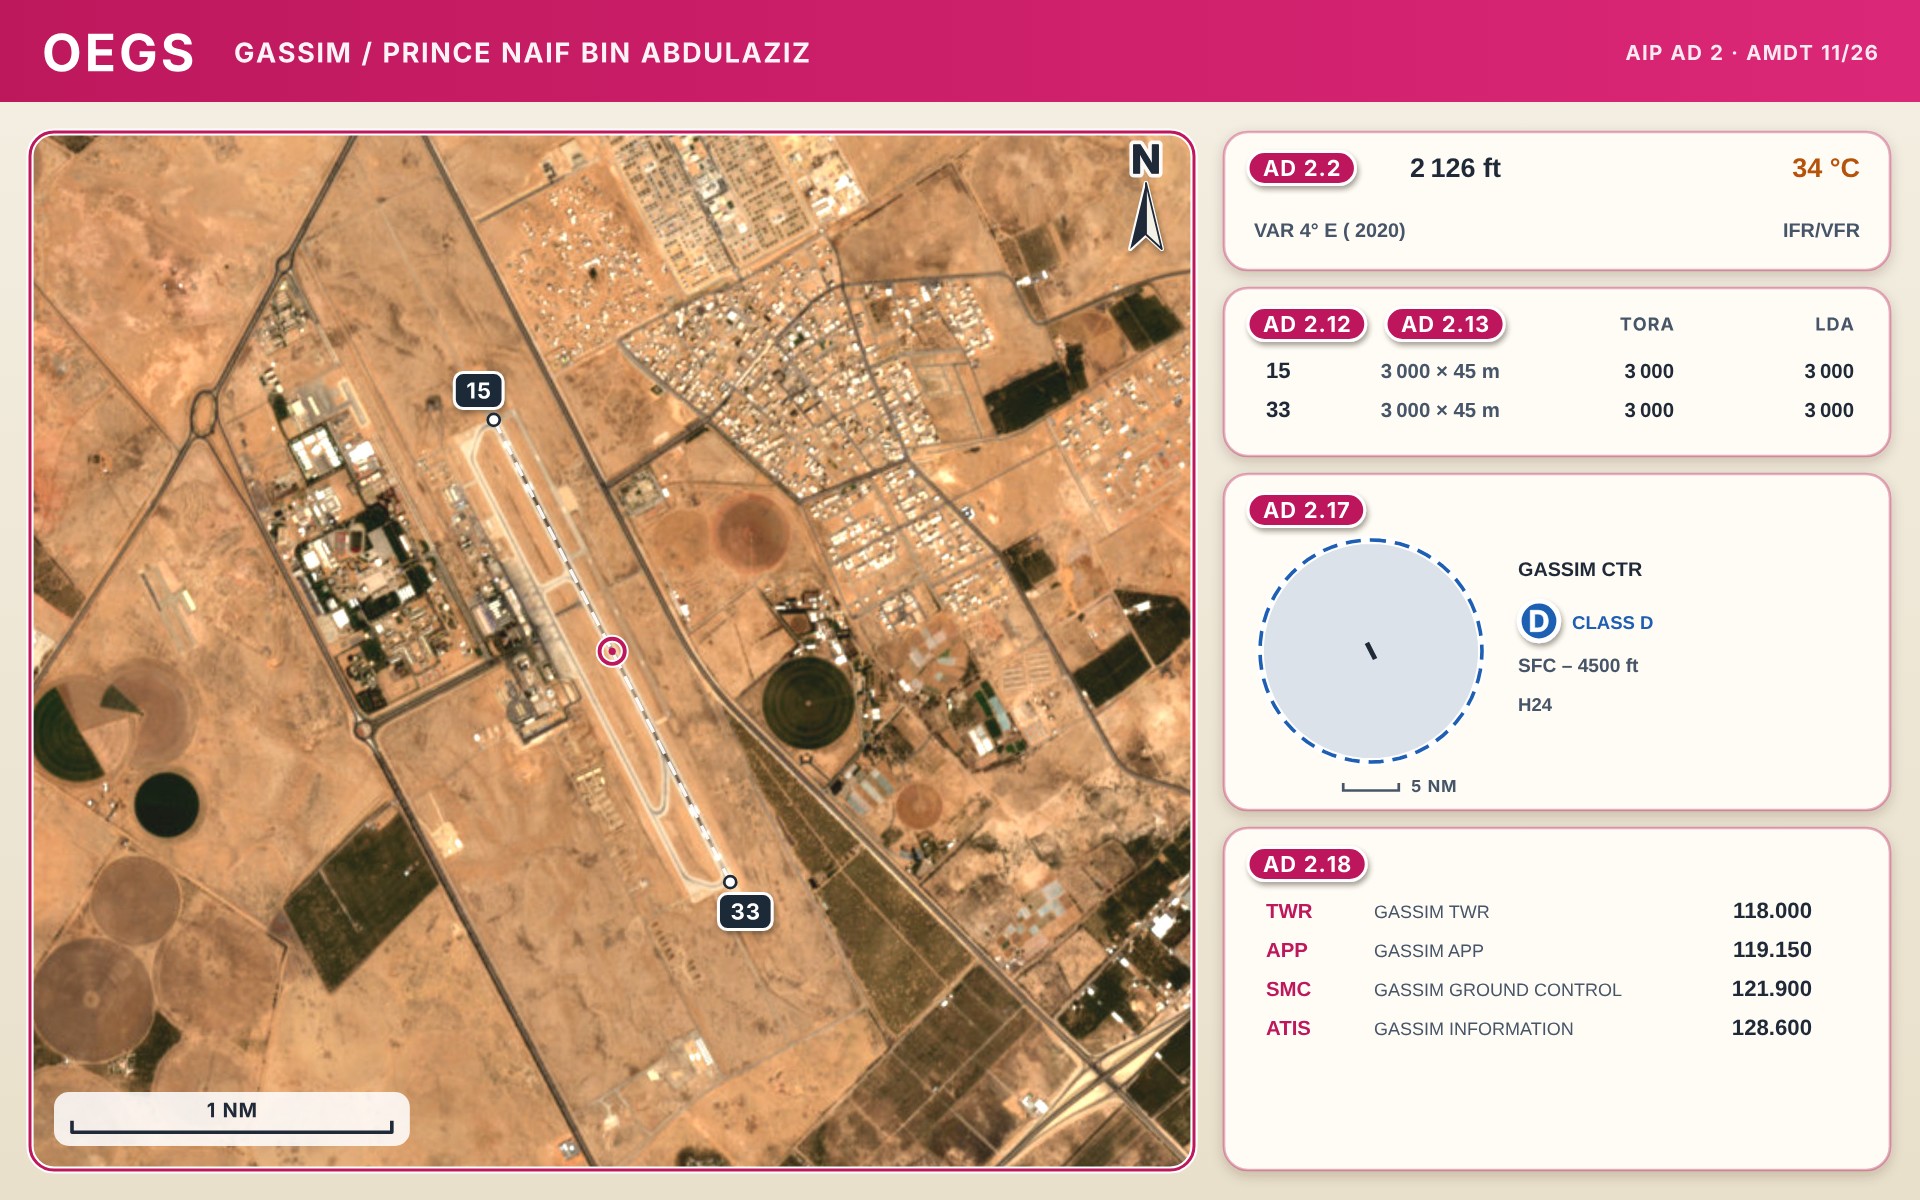 OEGS GASSIM / PRINCE NAIF BIN ABDULAZIZ AIP AD 2 · AMDT 11/26
N
15
33
1 NM
AD 2.2 2 126 ft 34 °C
VAR 4° E ( 2020) IFR/VFR
AD 2.12 AD 2.13 TORA LDA
15 3 000 × 45 m 3 000 3 000
33 3 000 × 45 m 3 000 3 000
AD 2.17
GASSIM CTR
D CLASS D
SFC – 4500 ft
H24
5 NM
AD 2.18
TWR GASSIM TWR 118.000
APP GASSIM APP 119.150
SMC GASSIM GROUND CONTROL 121.900
ATIS GASSIM INFORMATION 128.600